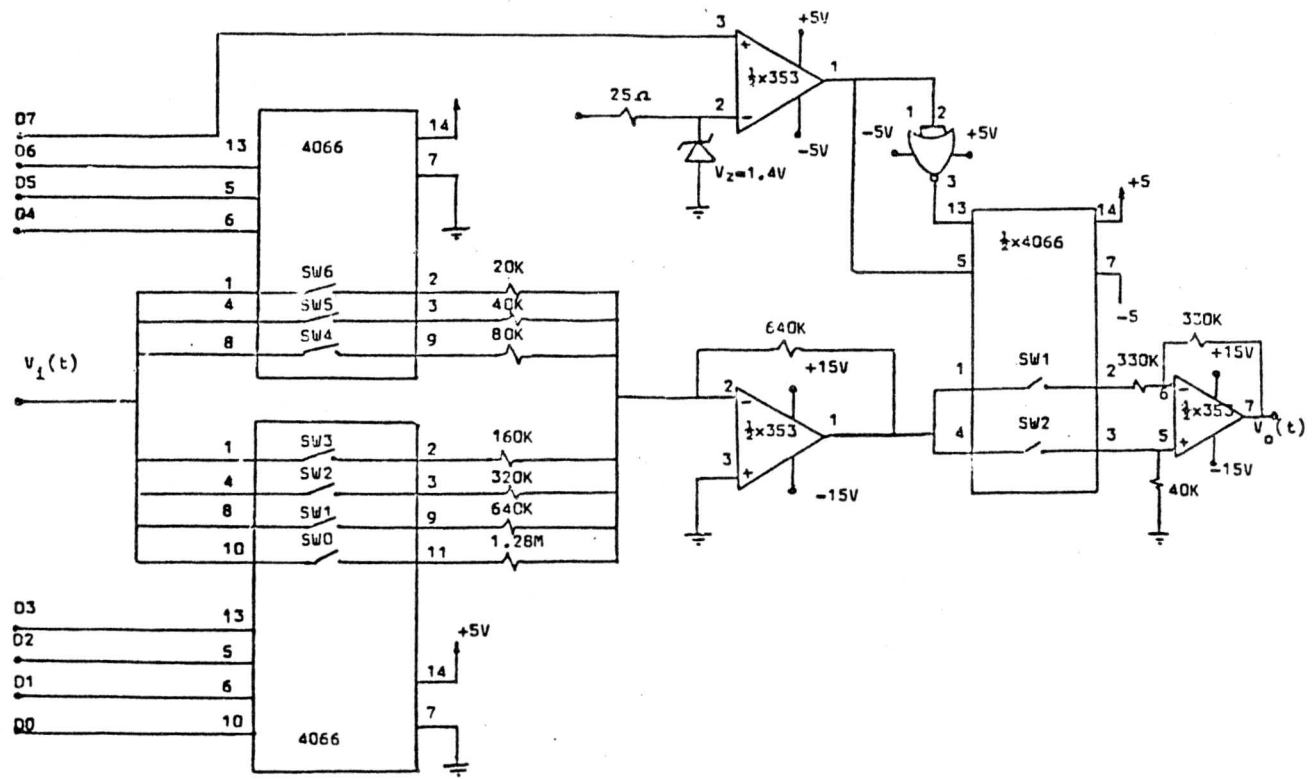 3
+5V
½x353
1
25Ω
2
-5V
Vz=1.4V
1
2
-5V
+5V
3
D7
D6
D5
D4
13
5
6
4066
14
7
13
5
½x4066
14
+5
7
-5
1
SW6
2
20K
4
SW5
3
40K
8
SW4
9
80K
V₁(t)
640K
2
+15V
½x353
1
3
-15V
1
SW1
2
330K
330K
+15V
6
½x353
7
V₀(t)
4
SW2
3
5
-15V
40K
1
SW3
2
160K
4
SW2
3
320K
8
SW1
9
640K
10
SW0
11
1.28M
D3
D2
D1
D0
13
5
6
10
4066
+5V
14
7